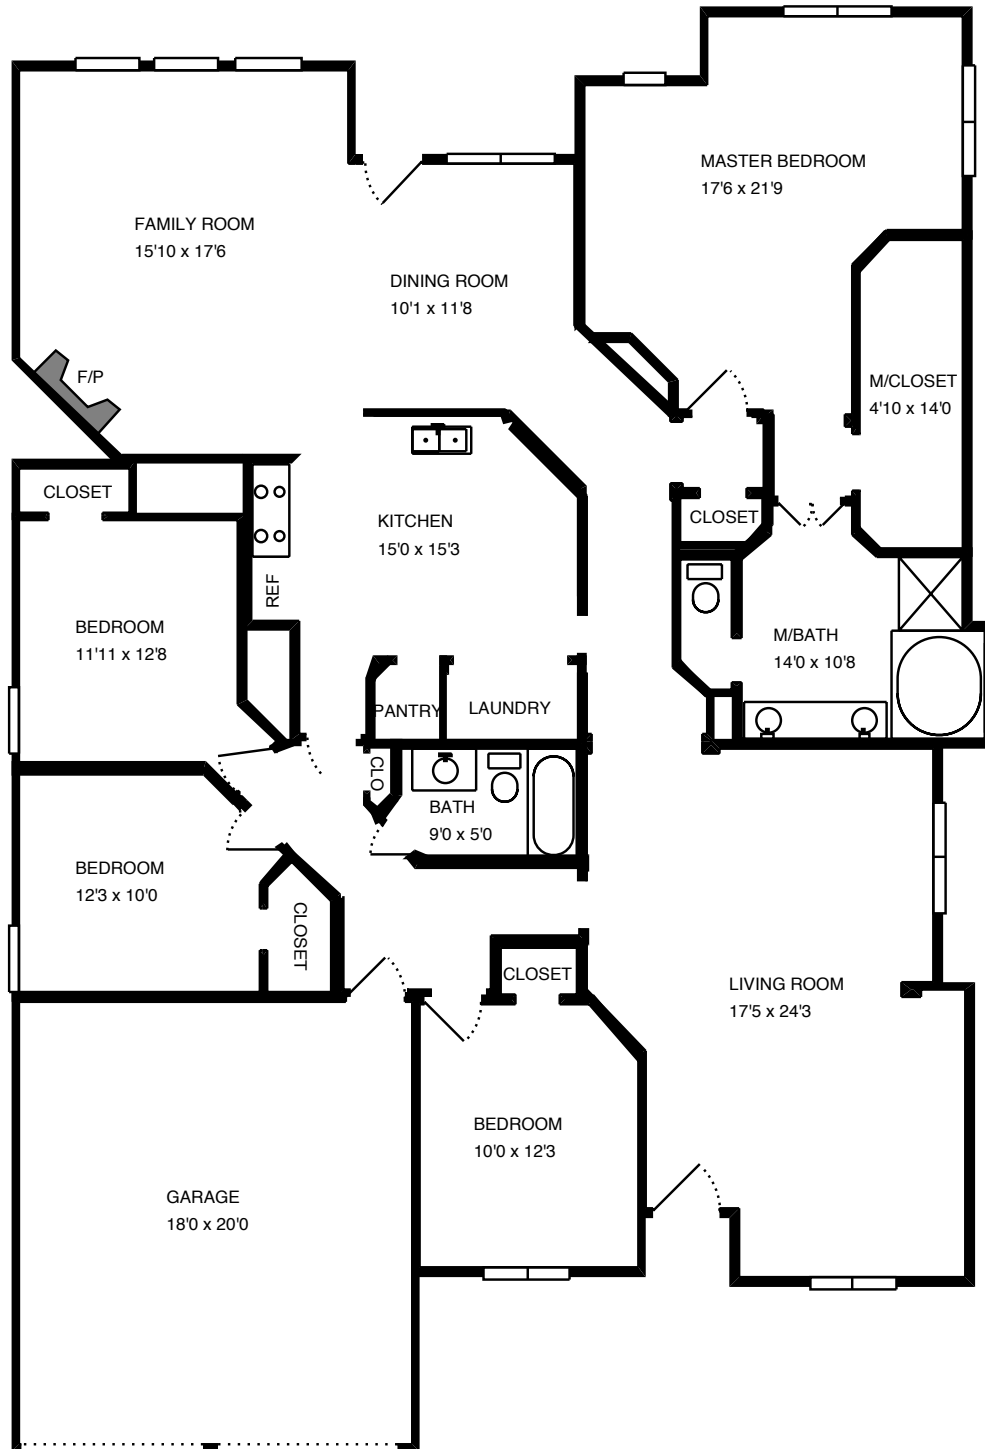 MASTER BEDROOM
17'6 x 21'9
FAMILY ROOM
15'10 x 17'6
DINING ROOM
10'1 x 11'8
F/P
M/CLOSET
4'10 x 14'0
CLOSET
KITCHEN
15'0 x 15'3
CLOSET
REF
BEDROOM
11'11 x 12'8
M/BATH
14'0 x 10'8
PANTRY
LAUNDRY
CLO
BATH
9'0 x 5'0
BEDROOM
12'3 x 10'0
CLOSET
CLOSET
LIVING ROOM
17'5 x 24'3
BEDROOM
10'0 x 12'3
GARAGE
18'0 x 20'0